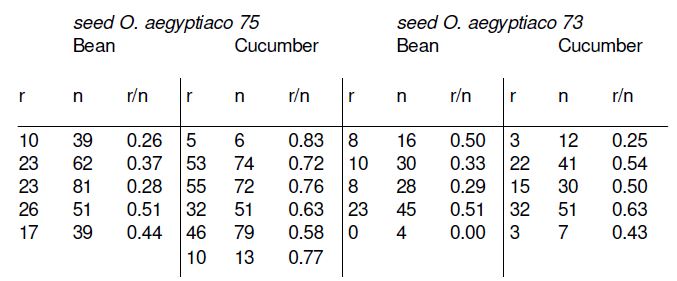 seed O. aegyptiaco 75 seed O. aegyptiaco 73
Bean Cucumber Bean Cucumber
r n r/n r n r/n r n r/n r n r/n
10 39 0.26 5 6 0.83 8 16 0.50 3 12 0.25
23 62 0.37 53 74 0.72 10 30 0.33 22 41 0.54
23 81 0.28 55 72 0.76 8 28 0.29 15 30 0.50
26 51 0.51 32 51 0.63 23 45 0.51 32 51 0.63
17 39 0.44 46 79 0.58 0 4 0.00 3 7 0.43
10 13 0.77